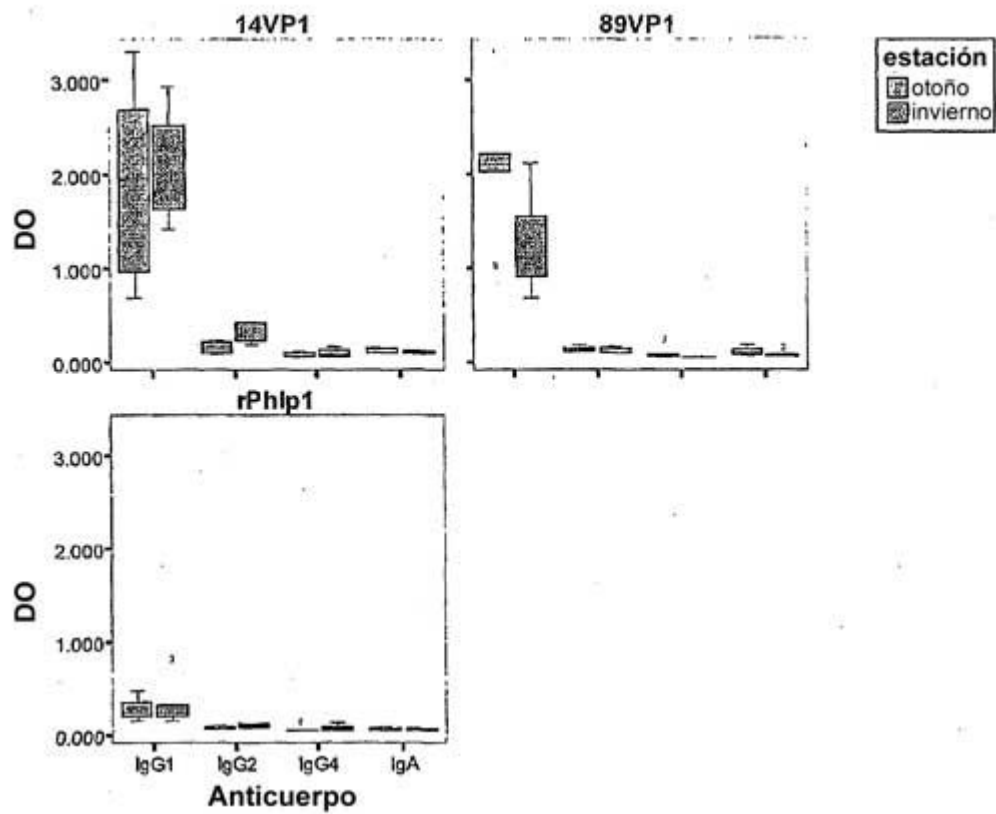 14VP1
89VP1
estación
otoño
invierno
3.000
2.000
1.000
0.000
DO
rPhlp1
3.000
2.000
1.000
0.000
DO
IgG1 IgG2 IgG4 IgA
Anticuerpo